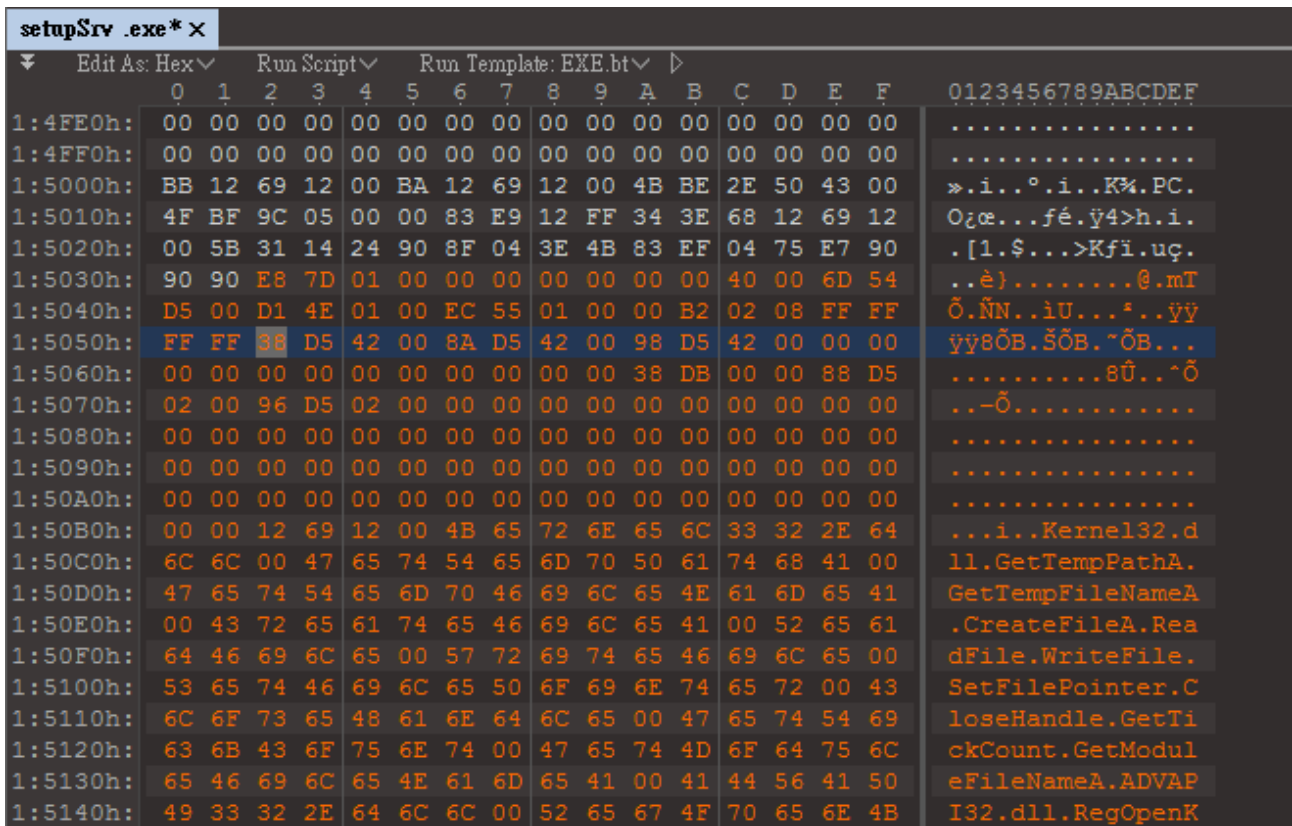 setupSrv .exe* ×
Edit As: Hex Run Script Run Template: EXE.bt
0 1 2 3 4 5 6 7 8 9 A B C D E F 0123456789ABCDEF
1:4FE0h: 00 00 00 00 00 00 00 00 00 00 00 00 00 00 00 00 ................
1:4FF0h: 00 00 00 00 00 00 00 00 00 00 00 00 00 00 00 00 ................
1:5000h: BB 12 69 12 00 BA 12 69 12 00 4B BE 2E 50 43 00 ».i..º.i..K¾.PC.
1:5010h: 4F BF 9C 05 00 00 83 E9 12 FF 34 3E 68 12 69 12 O¿œ...ƒé.ÿ4>h.i.
1:5020h: 00 5B 31 14 24 90 8F 04 3E 4B 83 EF 04 75 E7 90 .[1.$...>Kƒï.uç.
1:5030h: 90 90 E8 7D 01 00 00 00 00 00 00 00 40 00 6D 54 ..è}........@.mT
1:5040h: D5 00 D1 4E 01 00 EC 55 01 00 00 B2 02 08 FF FF Õ.ÑN..ìU...²..ÿÿ
1:5050h: FF FF 38 D5 42 00 8A D5 42 00 98 D5 42 00 00 00 ÿÿ8ÕB.ŠÕB.˜ÕB...
1:5060h: 00 00 00 00 00 00 00 00 00 00 38 DB 00 00 88 D5 ..........8Û..ˆÕ
1:5070h: 02 00 96 D5 02 00 00 00 00 00 00 00 00 00 00 00 ..–Õ............
1:5080h: 00 00 00 00 00 00 00 00 00 00 00 00 00 00 00 00 ................
1:5090h: 00 00 00 00 00 00 00 00 00 00 00 00 00 00 00 00 ................
1:50A0h: 00 00 00 00 00 00 00 00 00 00 00 00 00 00 00 00 ................
1:50B0h: 00 00 12 69 12 00 4B 65 72 6E 65 6C 33 32 2E 64 ...i..Kernel32.d
1:50C0h: 6C 6C 00 47 65 74 54 65 6D 70 50 61 74 68 41 00 ll.GetTempPathA.
1:50D0h: 47 65 74 54 65 6D 70 46 69 6C 65 4E 61 6D 65 41 GetTempFileNameA
1:50E0h: 00 43 72 65 61 74 65 46 69 6C 65 41 00 52 65 61 .CreateFileA.Rea
1:50F0h: 64 46 69 6C 65 00 57 72 69 74 65 46 69 6C 65 00 dFile.WriteFile.
1:5100h: 53 65 74 46 69 6C 65 50 6F 69 6E 74 65 72 00 43 SetFilePointer.C
1:5110h: 6C 6F 73 65 48 61 6E 64 6C 65 00 47 65 74 54 69 loseHandle.GetTi
1:5120h: 63 6B 43 6F 75 6E 74 00 47 65 74 4D 6F 64 75 6C ckCount.GetModul
1:5130h: 65 46 69 6C 65 4E 61 6D 65 41 00 41 44 56 41 50 eFileNameA.ADVAP
1:5140h: 49 33 32 2E 64 6C 6C 00 52 65 67 4F 70 65 6E 4B I32.dll.RegOpenK